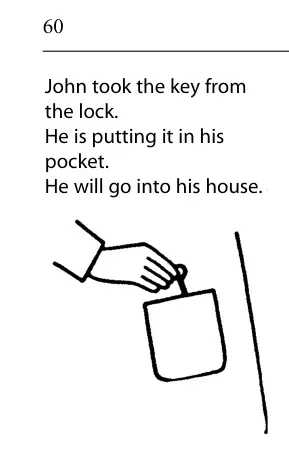 60
John took the key from
the lock.
He is putting it in his
pocket.
He will go into his house.